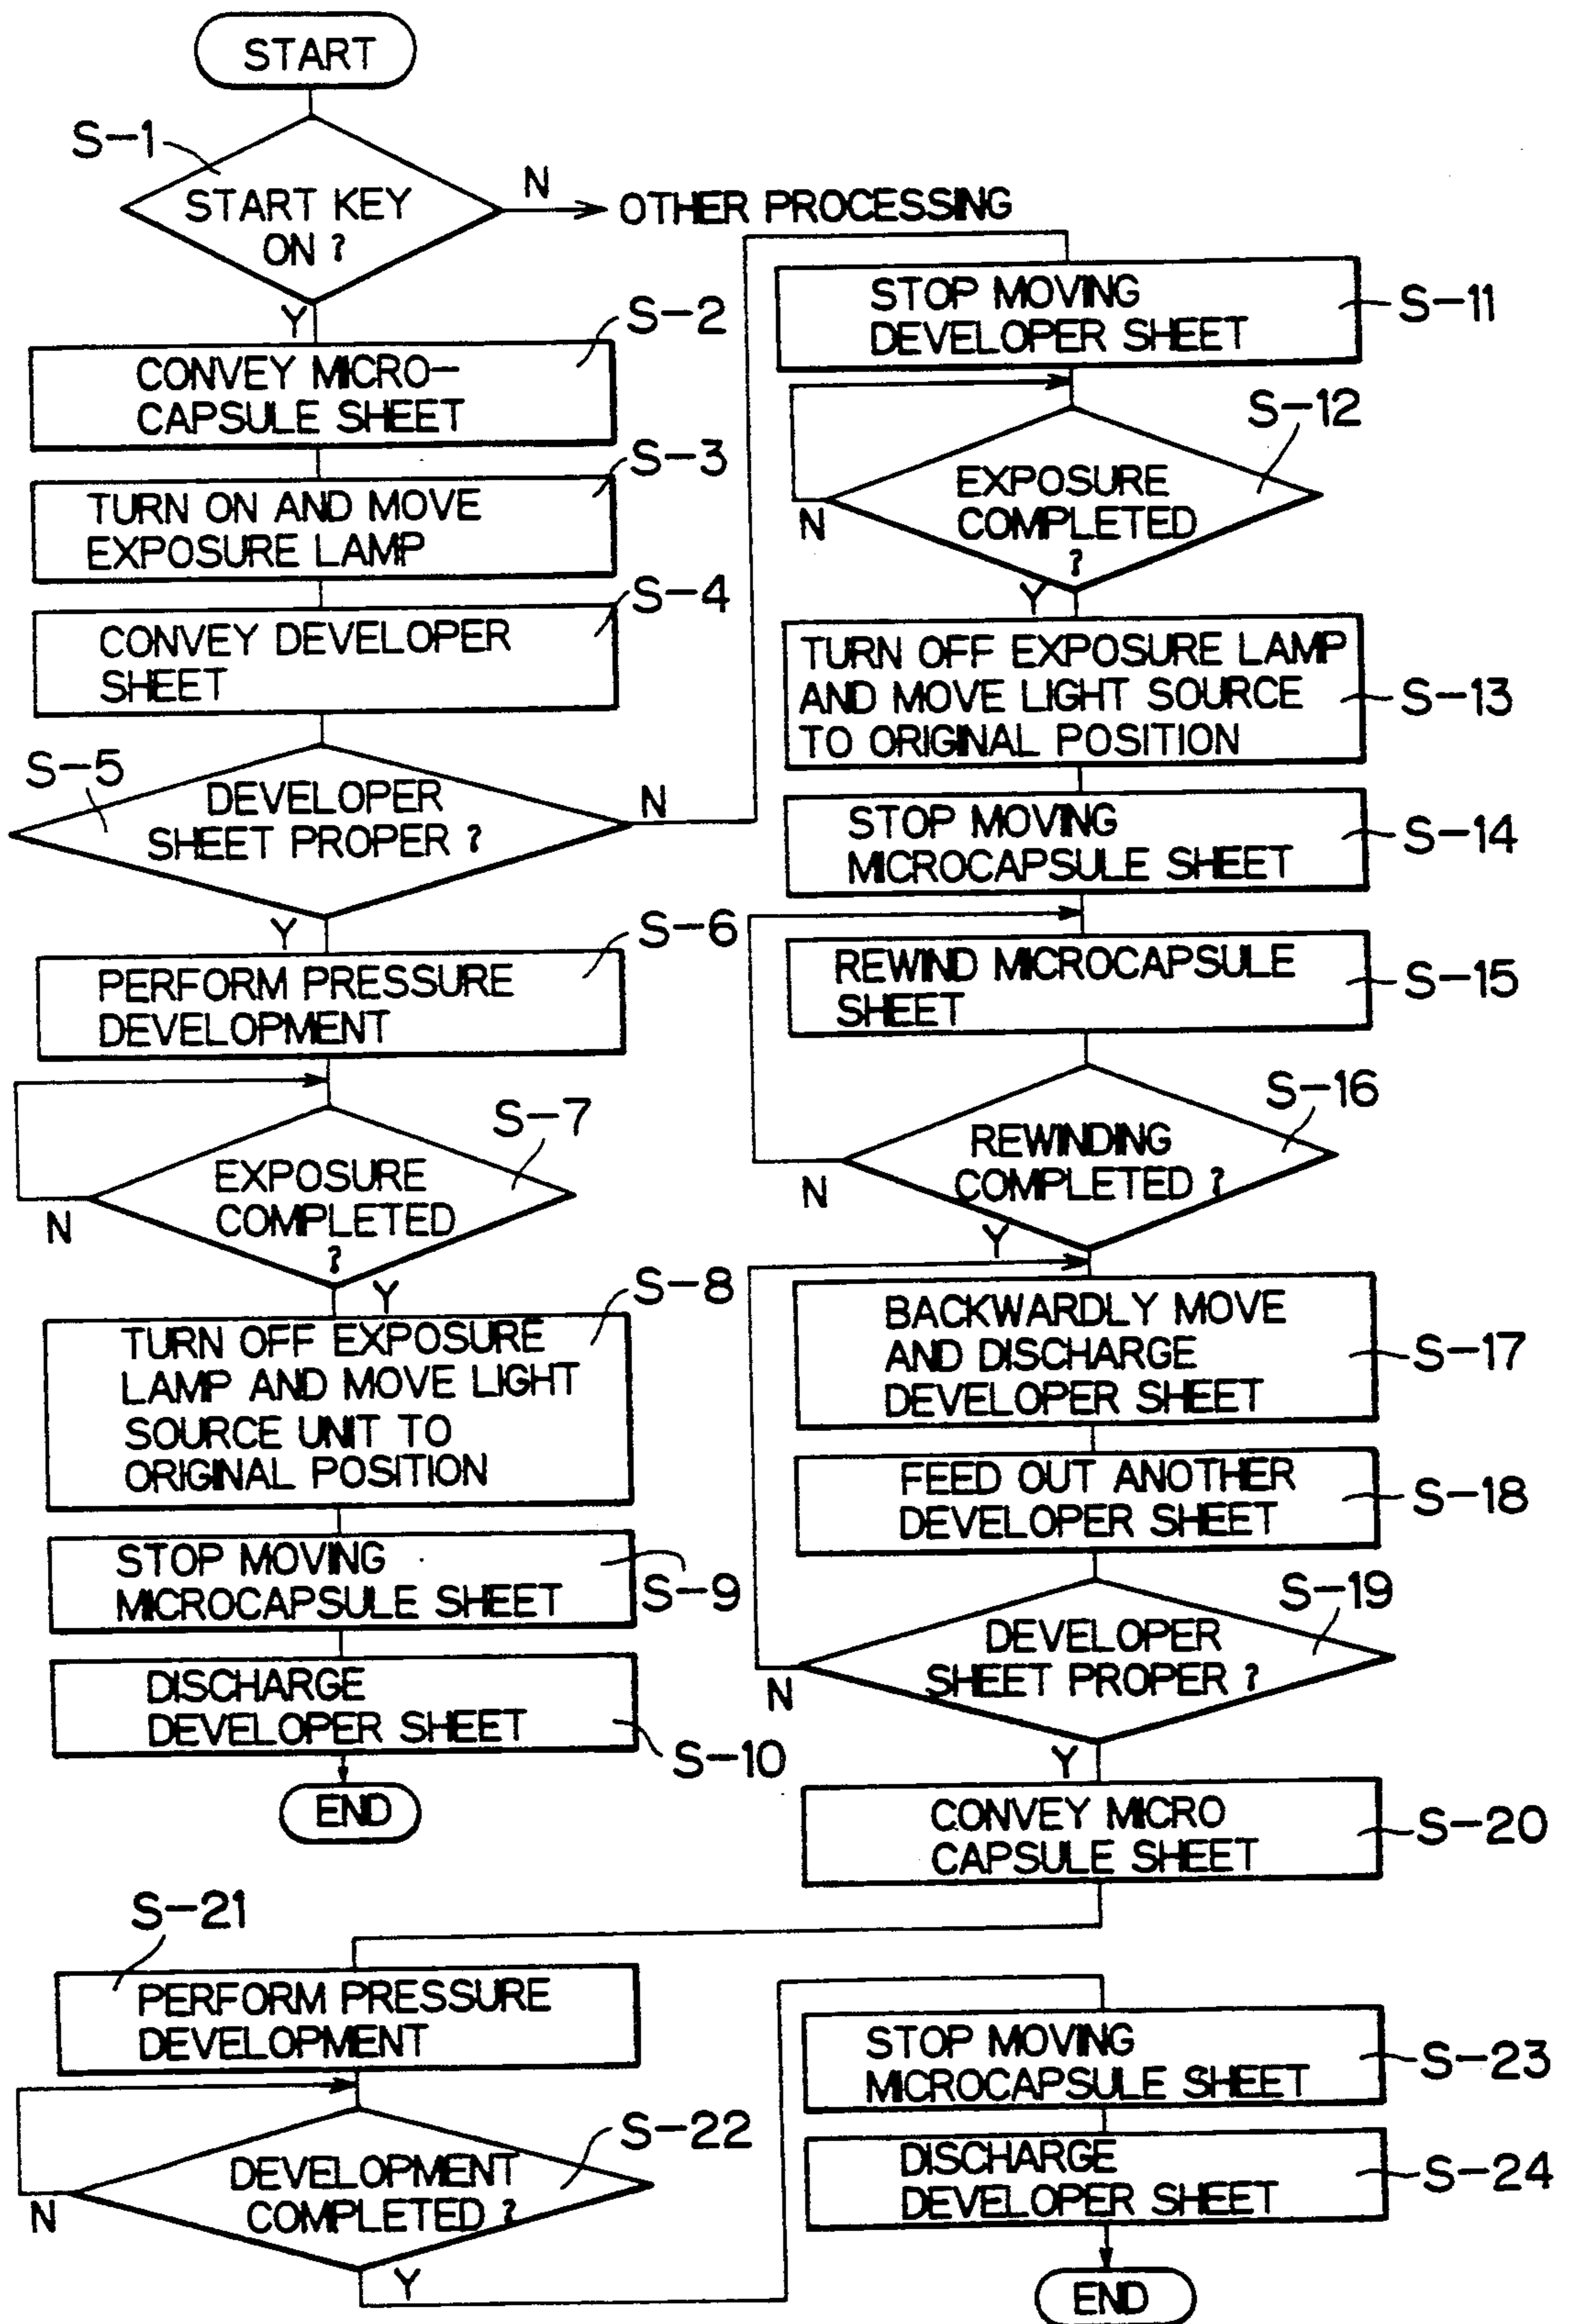 START
S-1
START KEY
ON ?
N
OTHER PROCESSING
Y
S-2
CONVEY MICRO-
CAPSULE SHEET
S-3
TURN ON AND MOVE
EXPOSURE LAMP
S-4
CONVEY DEVELOPER
SHEET
S-5
DEVELOPER
SHEET PROPER ?
N
Y
S-6
PERFORM PRESSURE
DEVELOPMENT
S-7
EXPOSURE
COMPLETED
?
N
Y
S-8
TURN OFF EXPOSURE
LAMP AND MOVE LIGHT
SOURCE UNIT TO
ORIGINAL POSITION
STOP MOVING
MICROCAPSULE SHEET
S-9
DISCHARGE
DEVELOPER SHEET
S-10
END
STOP MOVING
DEVELOPER SHEET
S-11
S-12
EXPOSURE
COMPLETED
?
N
Y
TURN OFF EXPOSURE LAMP
AND MOVE LIGHT SOURCE
TO ORIGINAL POSITION
S-13
STOP MOVING
MICROCAPSULE SHEET
S-14
REWIND MICROCAPSULE
SHEET
S-15
S-16
REWINDING
COMPLETED ?
N
Y
BACKWARDLY MOVE
AND DISCHARGE
DEVELOPER SHEET
S-17
FEED OUT ANOTHER
DEVELOPER SHEET
S-18
S-19
DEVELOPER
SHEET PROPER ?
N
Y
CONVEY MICRO
CAPSULE SHEET
S-20
S-21
PERFORM PRESSURE
DEVELOPMENT
S-22
DEVELOPMENT
COMPLETED ?
N
Y
STOP MOVING
MICROCAPSULE SHEET
S-23
DISCHARGE
DEVELOPER SHEET
S-24
END